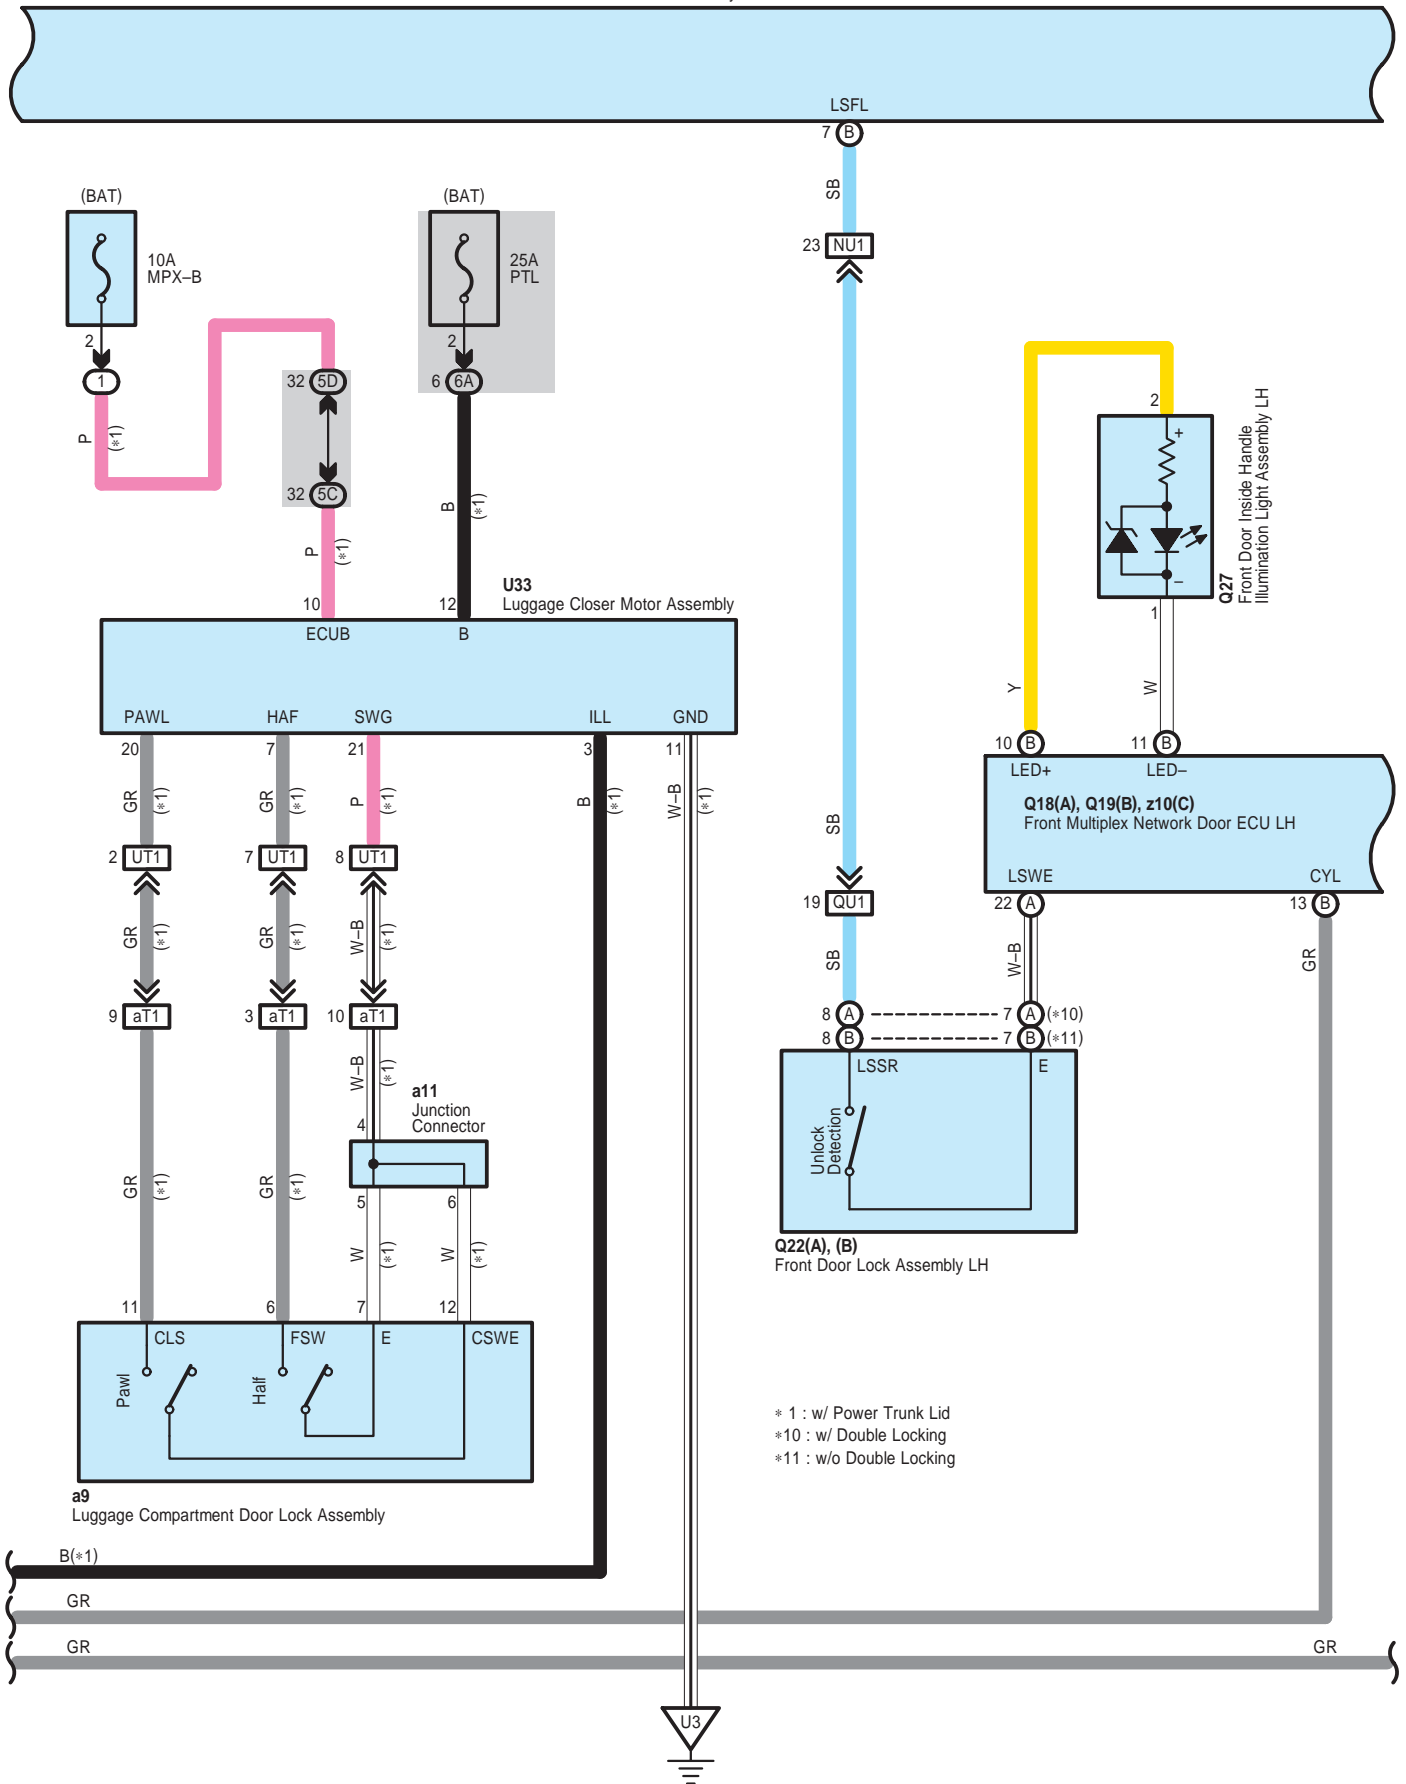 LSFL
7 B
SB
(BAT)
(BAT)
23 NU1
10A
MPX–B
25A
PTL
2
2
1
32 5D
6 6A
P
(∗1)
32 5C
B
(∗1)
P
(∗1)
2
+
–
1
Q27
Front Door Inside Handle
Illumination Light Assembly LH
U33
Luggage Closer Motor Assembly
10
12
ECUB
B
Y
W
PAWL
HAF
SWG
ILL
GND
20
7
21
3
11
10 B
11 B
LED+
LED–
GR
(∗1)
GR
(∗1)
P
(∗1)
B
(∗1)
W–B
(∗1)
SB
Q18(A), Q19(B), z10(C)
Front Multiplex Network Door ECU LH
2 UT1
7 UT1
8 UT1
LSWE
CYL
19 QU1
22 A
13 B
GR
(∗1)
GR
(∗1)
W–B
(∗1)
SB
W–B
GR
9 aT1
3 aT1
10 aT1
8 A
7 A (∗10)
8 B
7 B (∗11)
LSSR
E
W–B
(∗1)
a11
Junction
Connector
4
Unlock
Detection
GR
(∗1)
GR
(∗1)
5
6
W
(∗1)
W
(∗1)
Q22(A), (B)
Front Door Lock Assembly LH
11
6
7
12
CLS
FSW
E
CSWE
Pawl
Half
∗ 1 : w/ Power Trunk Lid
∗10 : w/ Double Locking
∗11 : w/o Double Locking
a9
Luggage Compartment Door Lock Assembly
B(∗1)
GR
GR
GR
U3